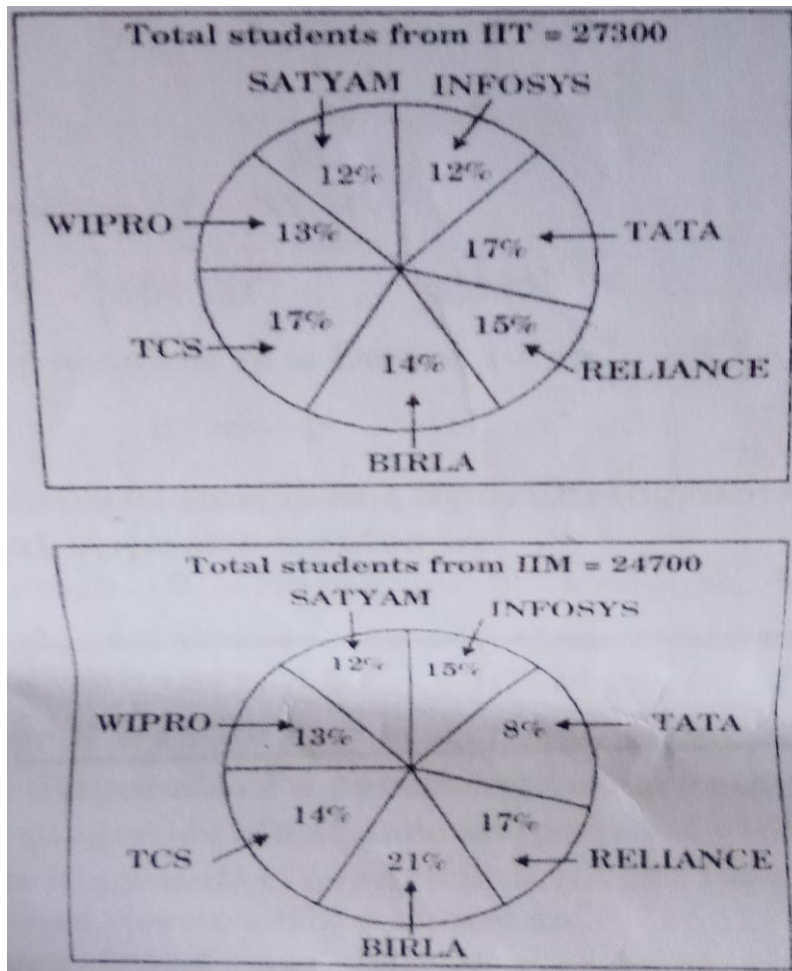 Total students from IIT = 27300
SATYAM INFOSYS
12% 12%
WIPRO 13% 17% TATA
TCS 17% 15% RELIANCE
14%
BIRLA
Total students from IIM = 24700
SATYAM INFOSYS
12% 15%
WIPRO 13% 8% TATA
14% 17%
TCS 21% RELIANCE
BIRLA